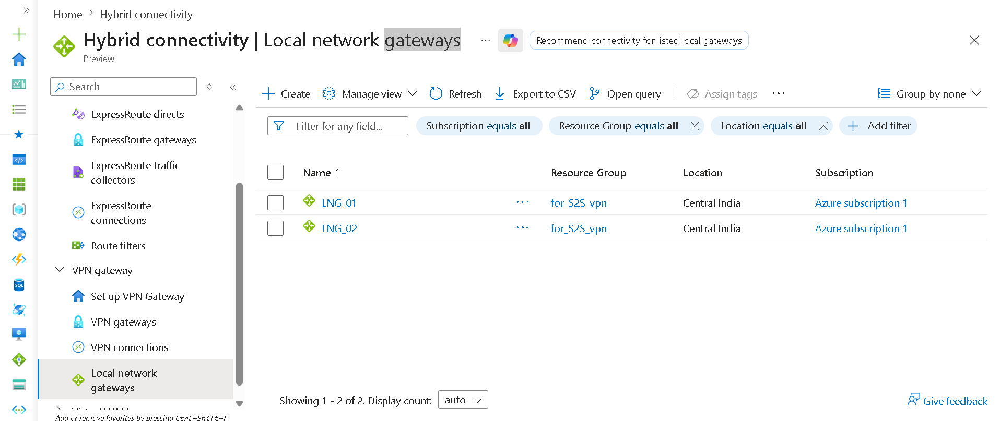 Home > Hybrid connectivity
Hybrid connectivity | Local network gateways ... Recommend connectivity for listed local gateways
Preview
Search
ExpressRoute directs
ExpressRoute gateways
ExpressRoute traffic
collectors
ExpressRoute
connections
Route filters
VPN gateway
Set up VPN Gateway
VPN gateways
VPN connections
Local network
gateways
Add or remove favorites by pressing Ctrl+Shift+F
Create Manage view Refresh Export to CSV Open query Assign tags ... Group by none
Filter for any field... Subscription equals all Resource Group equals all Location equals all Add filter
Name ↑ Resource Group Location Subscription
LNG_01 ... for_S2S_vpn Central India Azure subscription 1
LNG_02 ... for_S2S_vpn Central India Azure subscription 1
Showing 1 - 2 of 2. Display count: auto
Give feedback
SQL